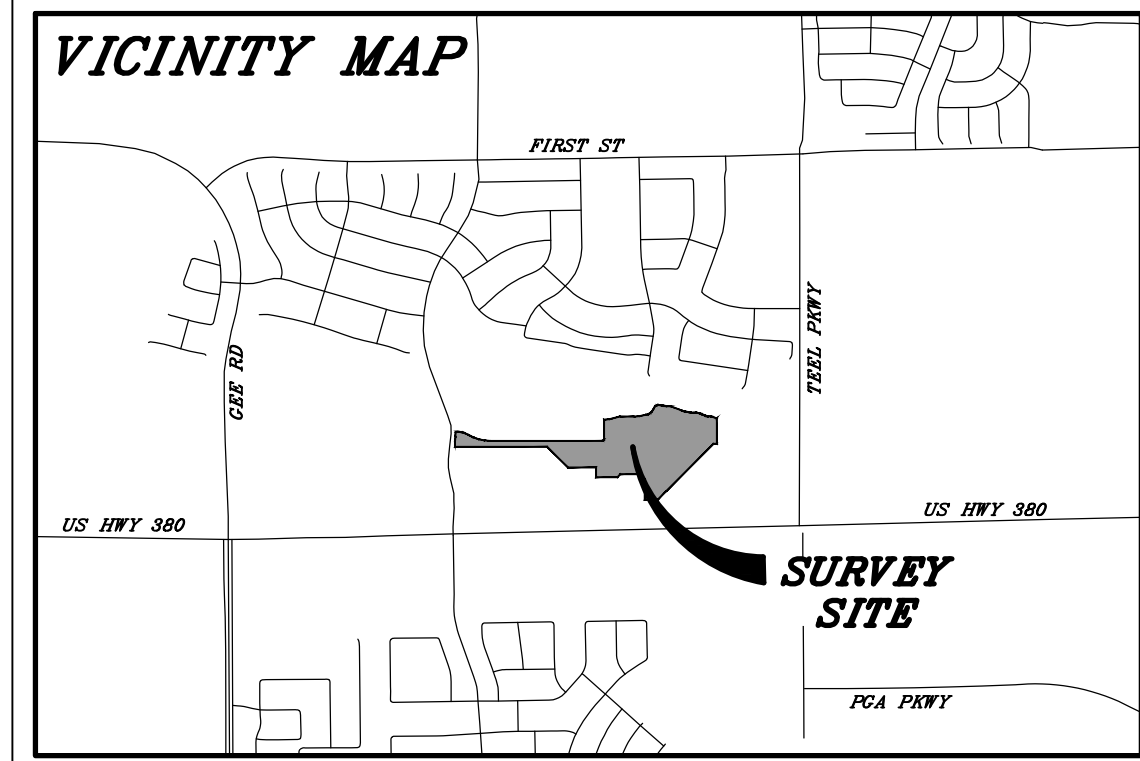 VICINITY MAP
FIRST ST
TEEL PKWY
GEE RD
US HWY 380
US HWY 380
SURVEY
SITE
PGA PKWY